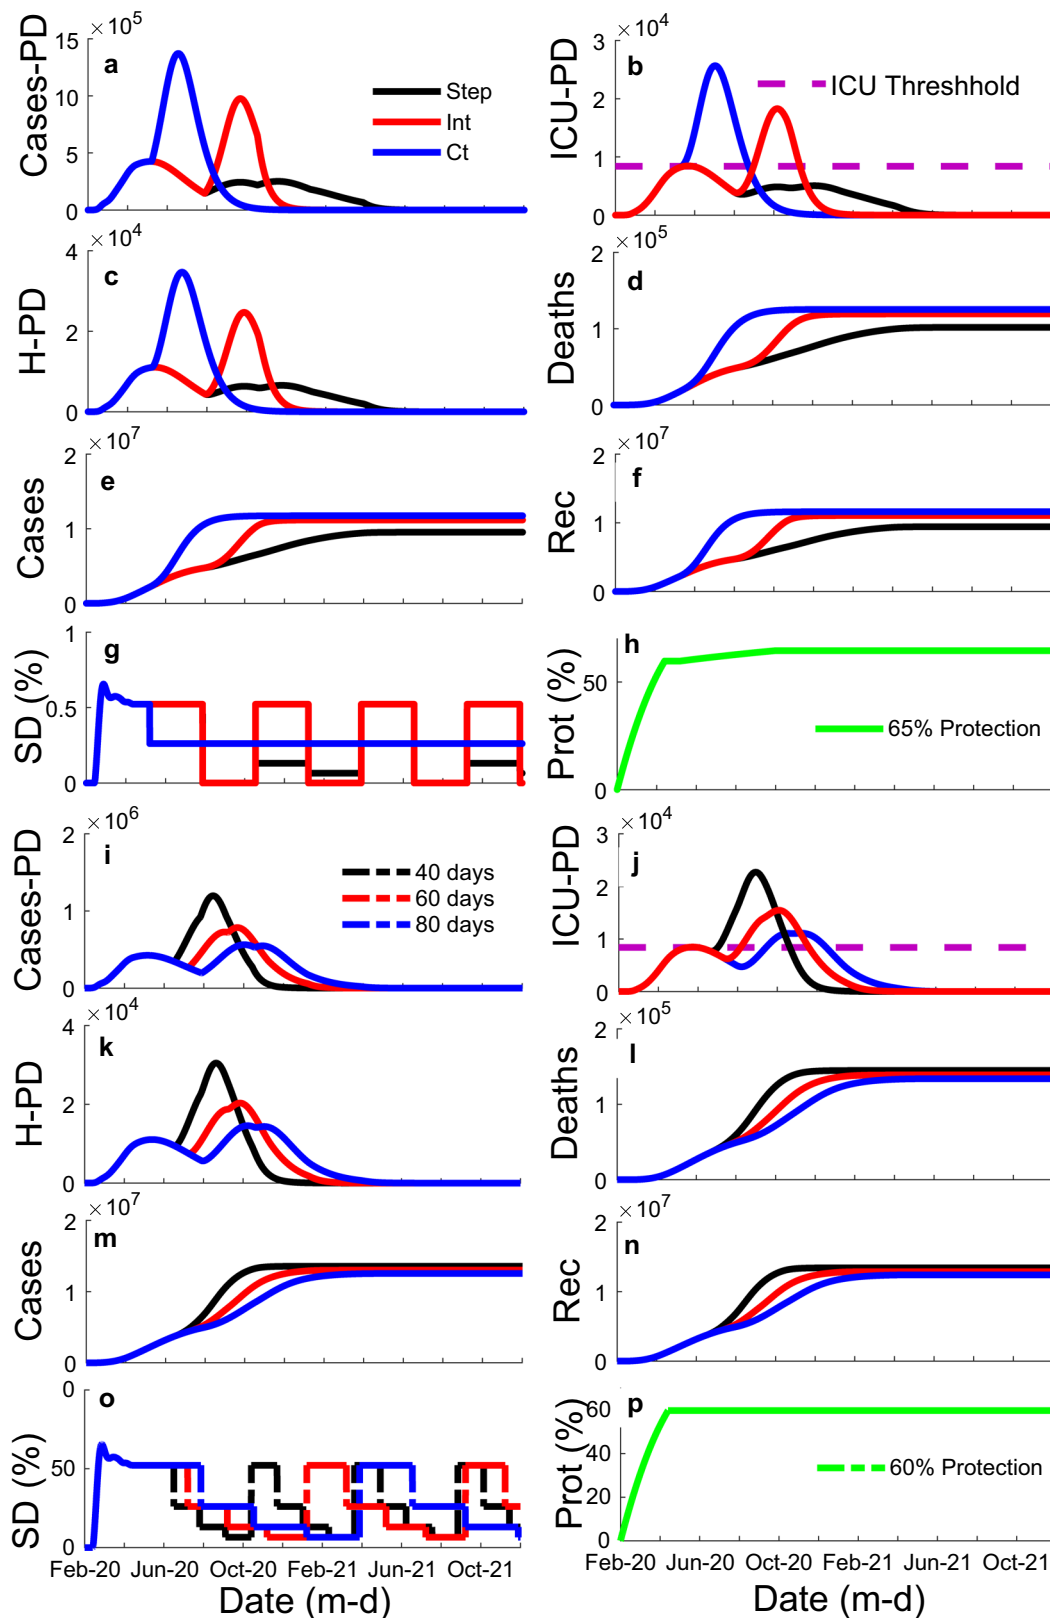 × 10^5
15
10
5
0
Cases-PD
a
Step
Int
Ct
× 10^4
3
2
1
0
ICU-PD
b
ICU Threshhold
× 10^4
4
2
0
H-PD
c
× 10^5
2
1
0
Deaths
d
× 10^7
2
1
0
Cases
e
× 10^7
2
1
0
Rec
f
1
0.5
0
SD (%)
g
50
0
Prot (%)
h
65% Protection
× 10^6
2
1
0
Cases-PD
i
40 days
60 days
80 days
× 10^4
3
2
1
0
ICU-PD
j
× 10^4
4
2
0
H-PD
k
× 10^5
2
1
0
Deaths
l
× 10^7
2
1
0
Cases
m
× 10^7
2
1
0
Rec
n
0
50
0
SD (%)
o
Feb-20 Jun-20 Oct-20 Feb-21 Jun-21 Oct-21
Date (m-d)
60
40
20
0
Prot (%)
p
60% Protection
Feb-20 Jun-20 Oct-20 Feb-21 Jun-21 Oct-21
Date (m-d)